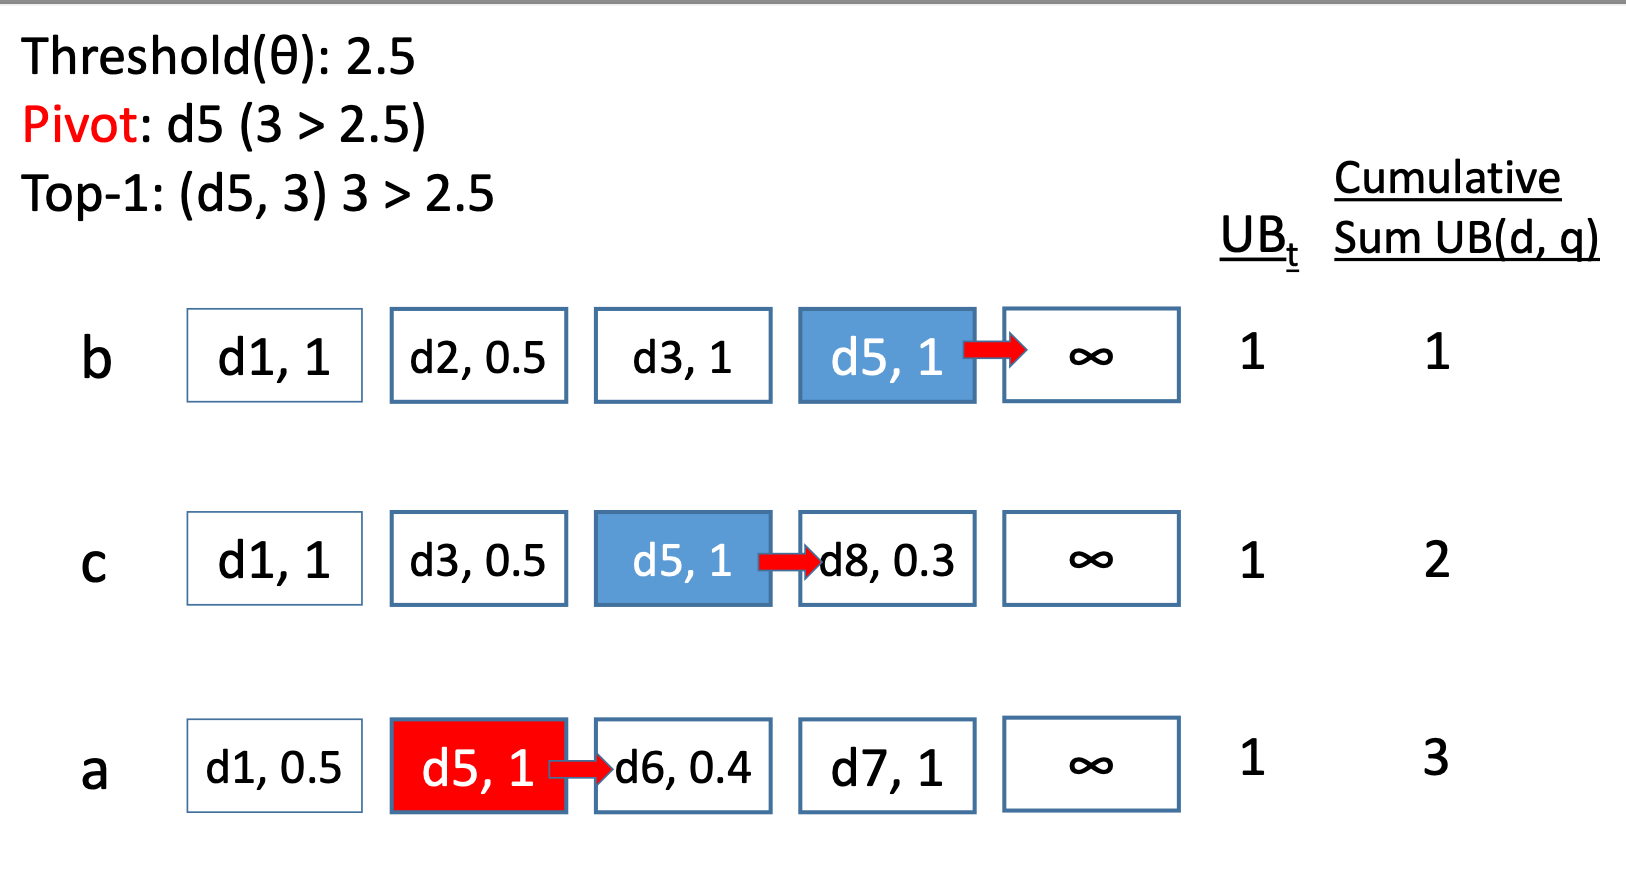 Threshold(θ): 2.5
Pivot: d5 (3 > 2.5)
Top-1: (d5, 3) 3 > 2.5
UBt
Cumulative
Sum UB(d, q)
b d1, 1 d2, 0.5 d3, 1 d5, 1 ∞ 1 1
c d1, 1 d3, 0.5 d5, 1 d8, 0.3 ∞ 1 2
a d1, 0.5 d5, 1 d6, 0.4 d7, 1 ∞ 1 3